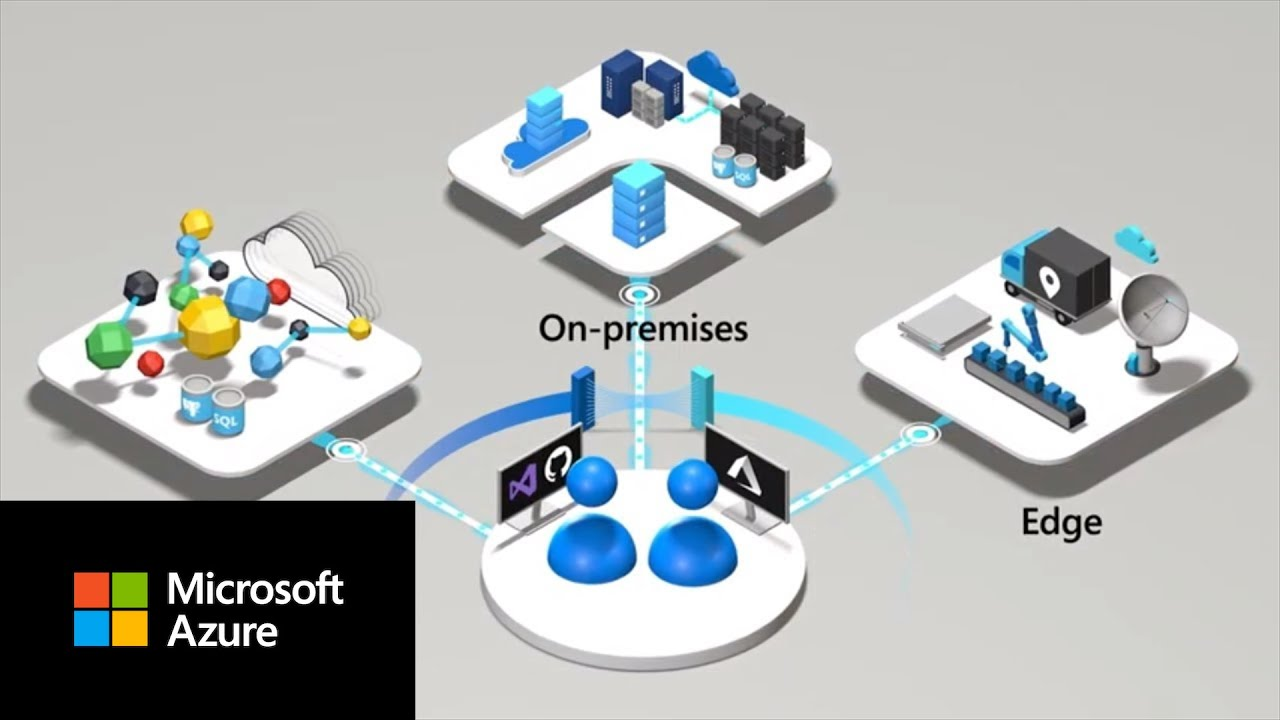 On-premises
SQL
SQL
Edge
Microsoft
Azure